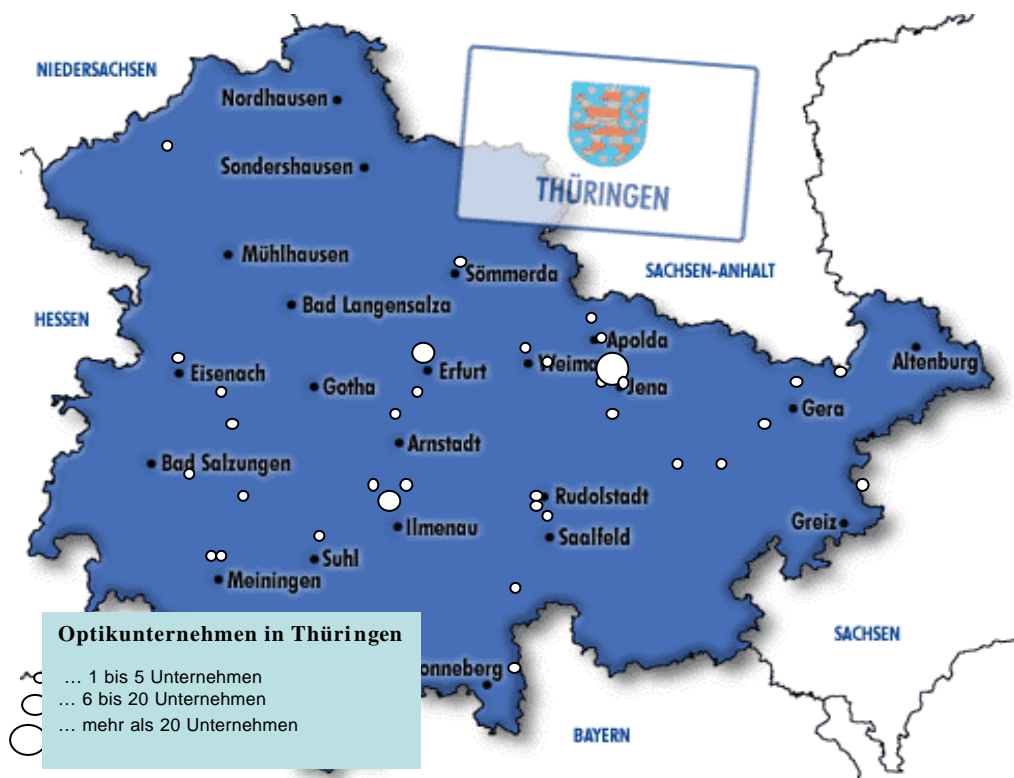 NIEDERSACHSEN
Nordhausen
Sondershausen
THÜRINGEN
Mühlhausen
Sömmerda
SACHSEN-ANHALT
Bad Langensalza
HESSEN
Apolda
Eisenach
Erfurt
Weima
Altenburg
Gotha
Jena
Gera
Arnstadt
Bad Salzungen
Rudolstadt
Ilmenau
Saalfeld
Greiz
Suhl
Meiningen
Optikunternehmen in Thüringen
… 1 bis 5 Unternehmen
… 6 bis 20 Unternehmen
… mehr als 20 Unternehmen
onneberg
SACHSEN
BAYERN